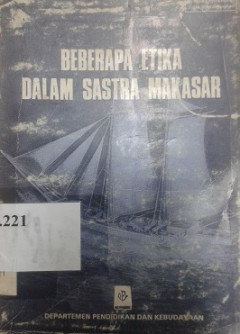 BEBERAPA ETIKA
DALAM SASTRA MAKASAR
.221
DEPARTEMEN PENDIDIKAN DAN KEBUDAYAAN